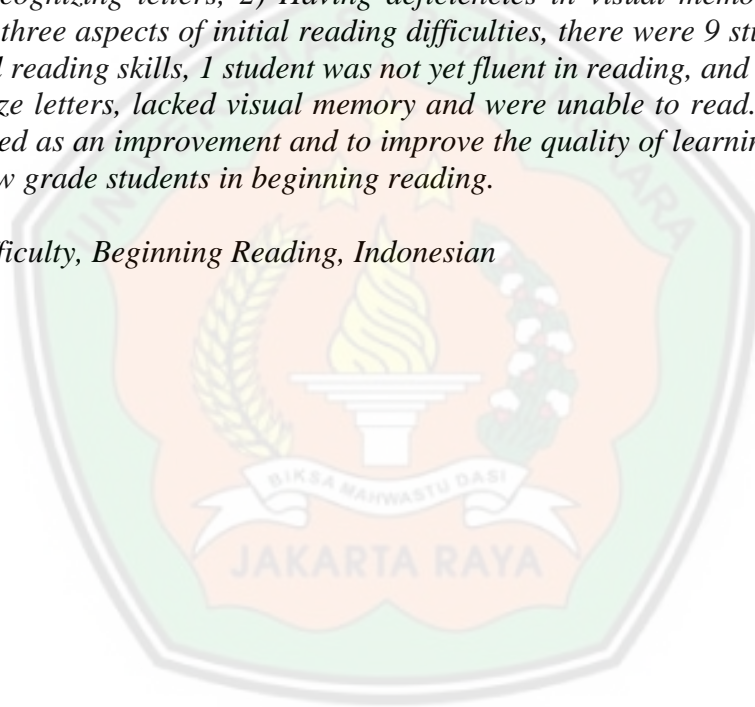 recognizing letters, 2) Having deficiencies in visual memo
three aspects of initial reading difficulties, there were 9 stu
reading skills, 1 student was not yet fluent in reading, and
ze letters, lacked visual memory and were unable to read.
ed as an improvement and to improve the quality of learnin
w grade students in beginning reading.
ficulty, Beginning Reading, Indonesian
BIKSA MAHWASTU DASI
JAKARTA RAYA